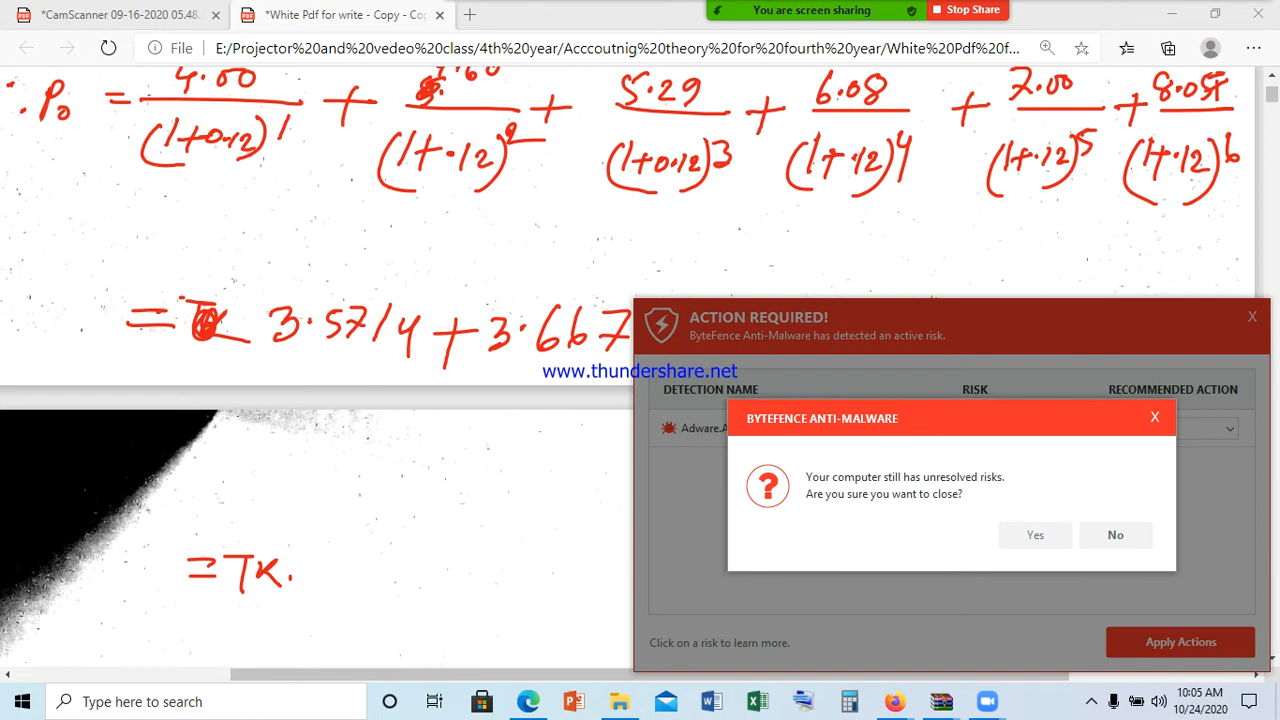 *CamScanner 09-16-2020 05.48
*White Pdf for write - Copy - Cop
You are screen sharing
Stop Share
File E:/Projector%20and%20vedeo%20class/4th%20year/Acccoutnig%20theory%20for%20fourth%20year/White%20Pdf%20f...
∴ P₀ = 4.00/(1+0.12)^1 + 4.60/(1+.12)^2 + 5.29/(1+0.12)^3 + 6.08/(1+.12)^4 + 7.00/(1+.12)^5 + 8.05/(1+.12)^6
= Tk 3.5714 + 3.667
ACTION REQUIRED!
ByteFence Anti-Malware has detected an active risk.
www.thundershare.net
DETECTION NAME RISK RECOMMENDED ACTION
Adware.A
BYTEFENCE ANTI-MALWARE
Your computer still has unresolved risks.
Are you sure you want to close?
Yes No
= TK.
Click on a risk to learn more.
Apply Actions
Type here to search
10:05 AM
10/24/2020